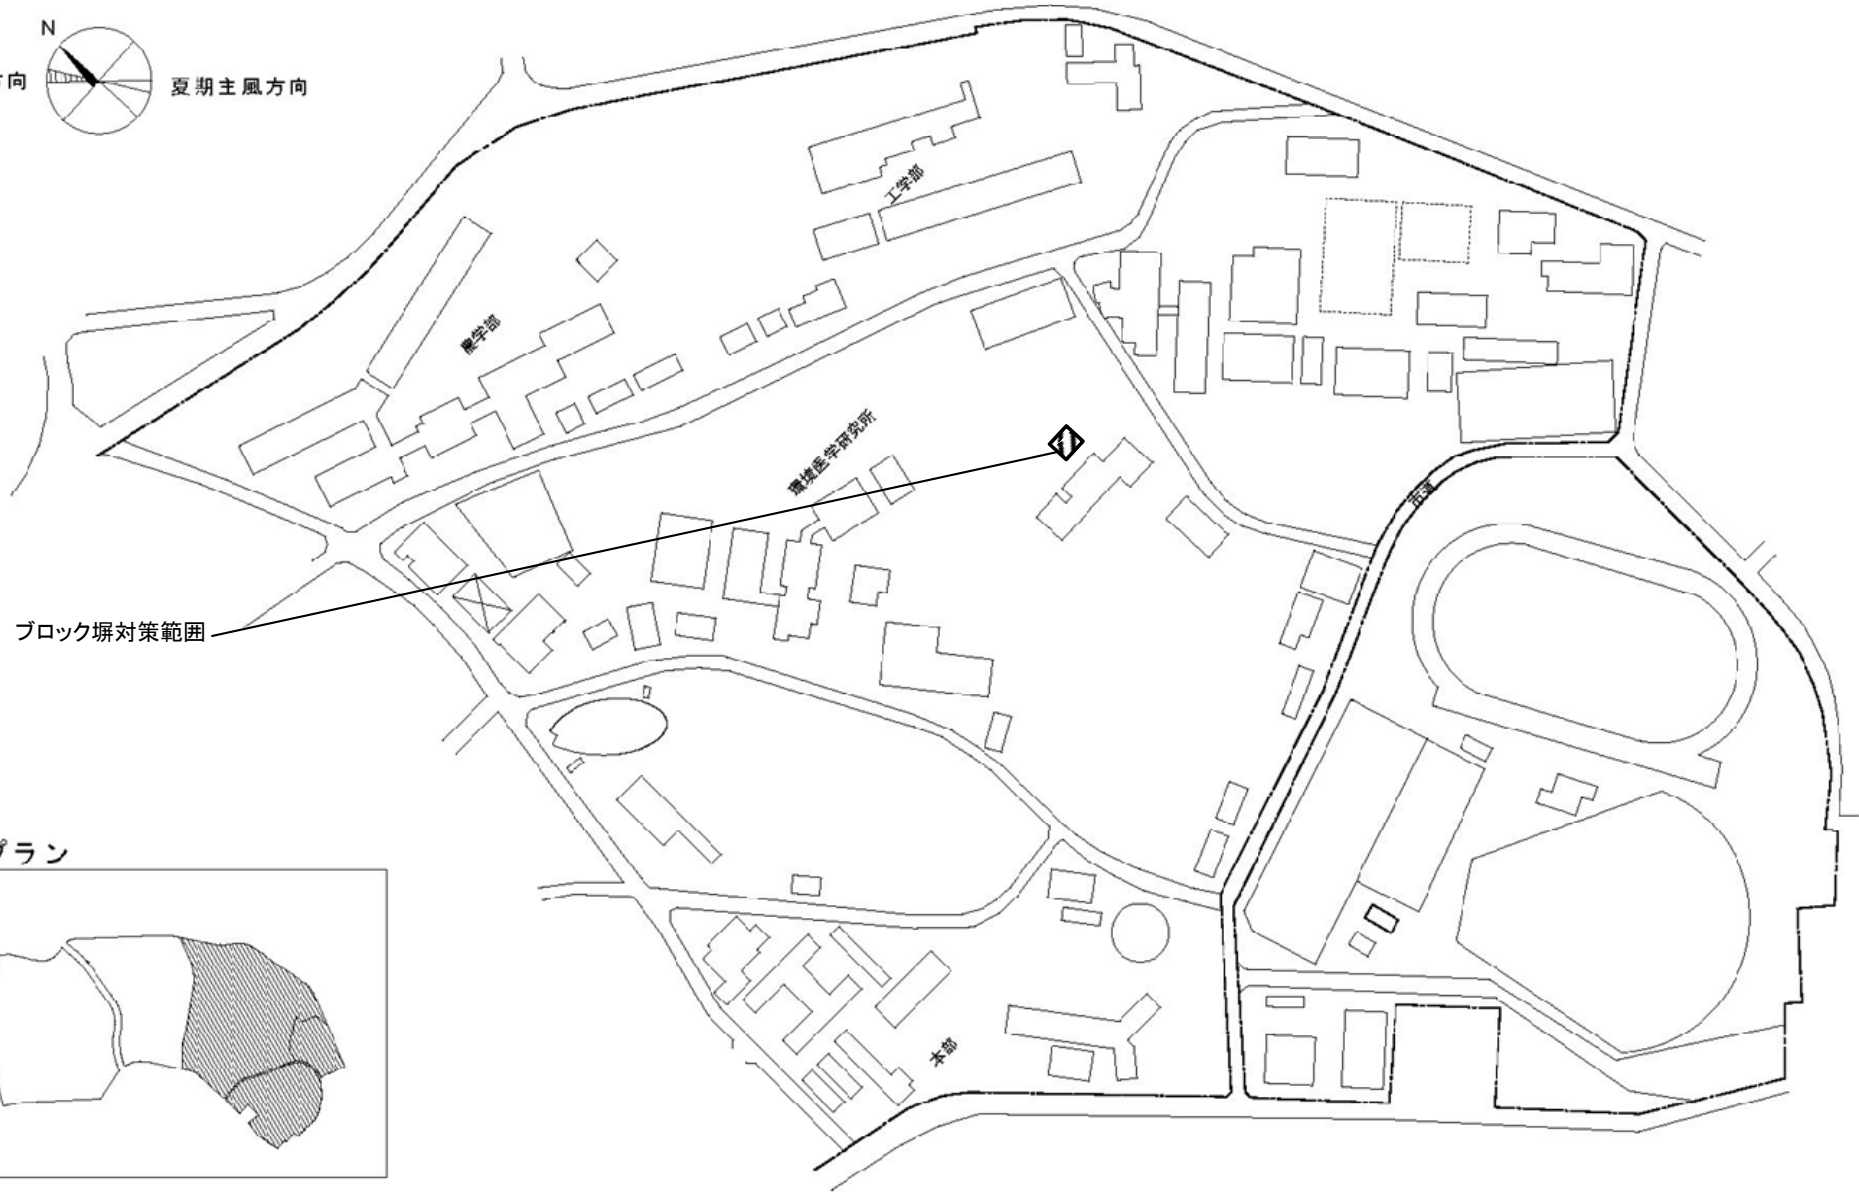 N
方向
夏期主風方向
工学部
農学部
環境医学研究所
市道
ブロック塀対策範囲
プラン
本部